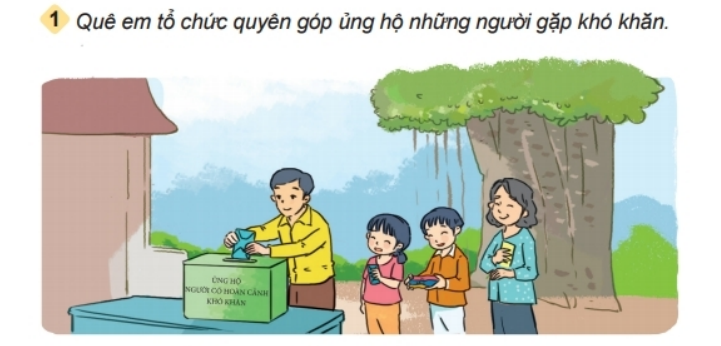 1 Quê em tổ chức quyên góp ủng hộ những người gặp khó khăn.
ỦNG HỘ
NGƯỜI CÓ HOÀN CẢNH
KHÓ KHĂN